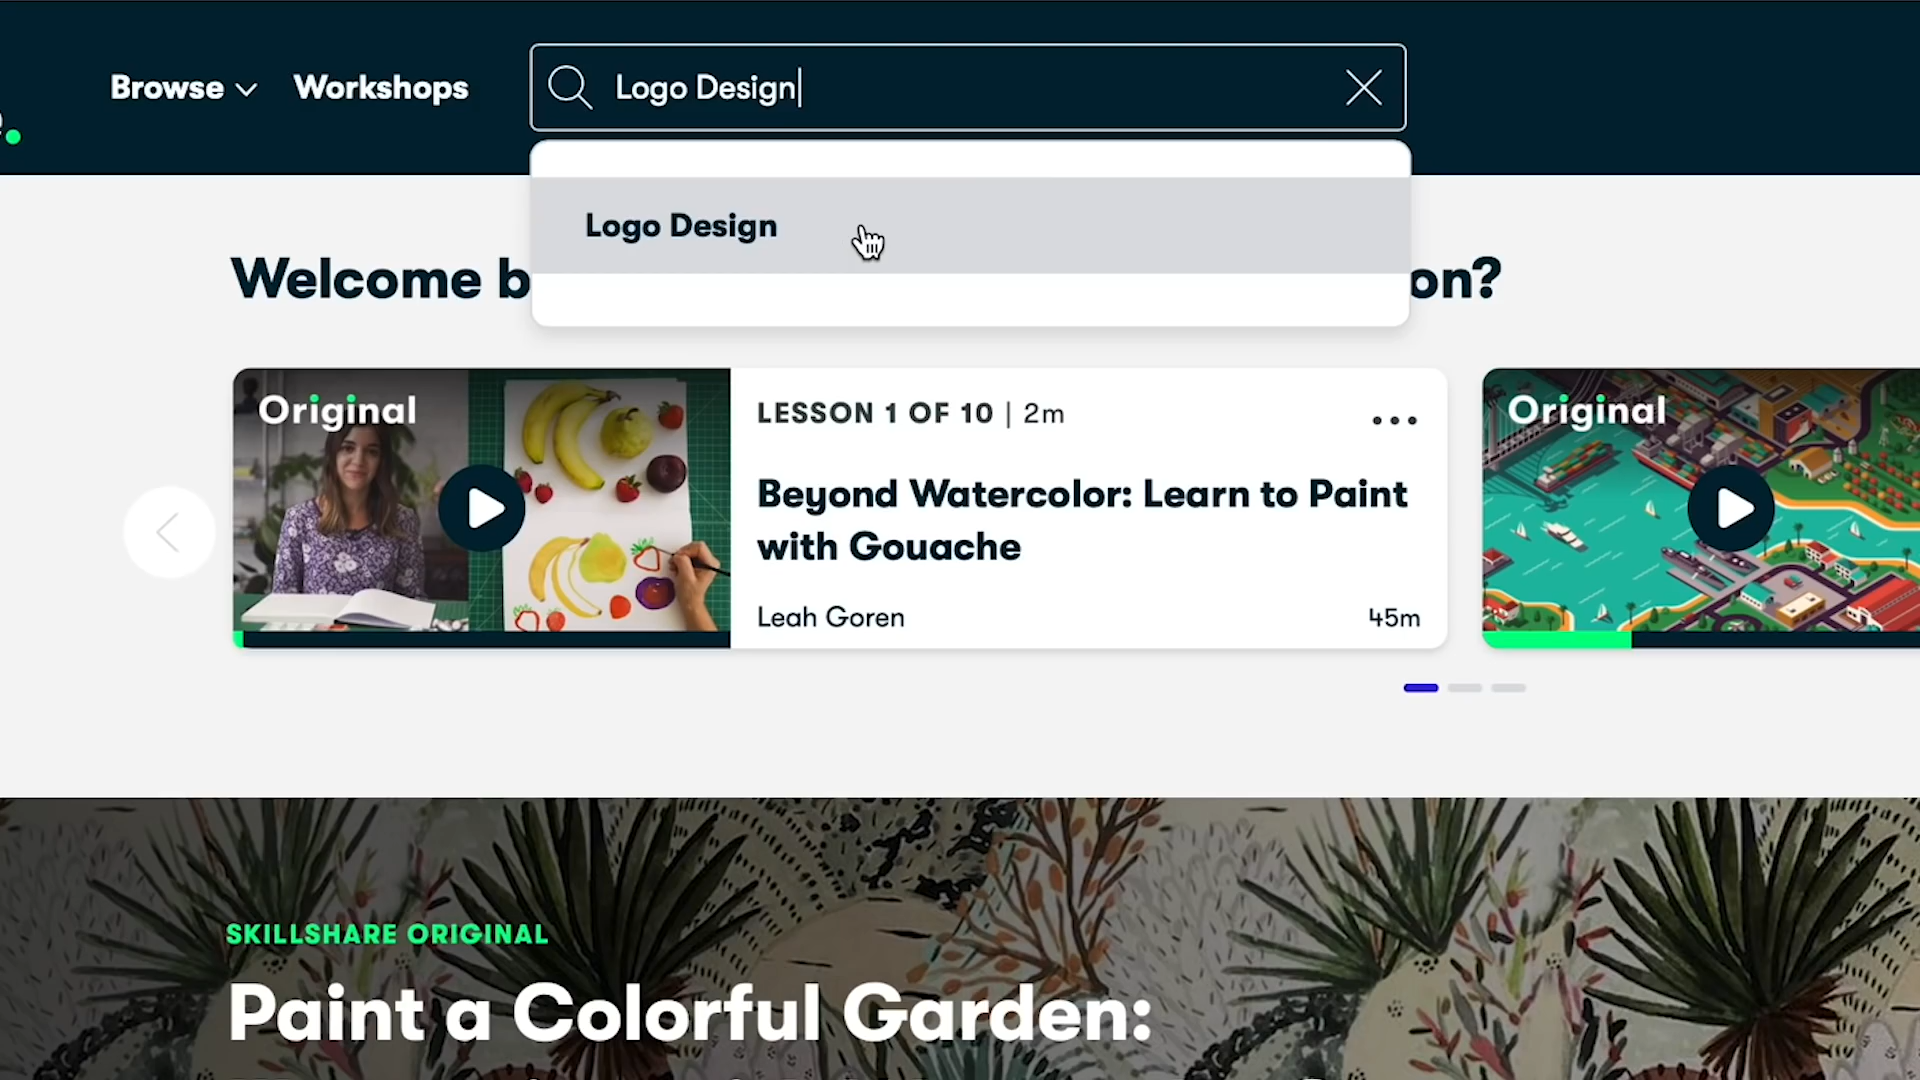 Browse Workshops Logo Design
Logo Design
Welcome b on?
Original
LESSON 1 OF 10 | 2m
Beyond Watercolor: Learn to Paint
with Gouache
Leah Goren 45m
Original
SKILLSHARE ORIGINAL
Paint a Colorful Garden: